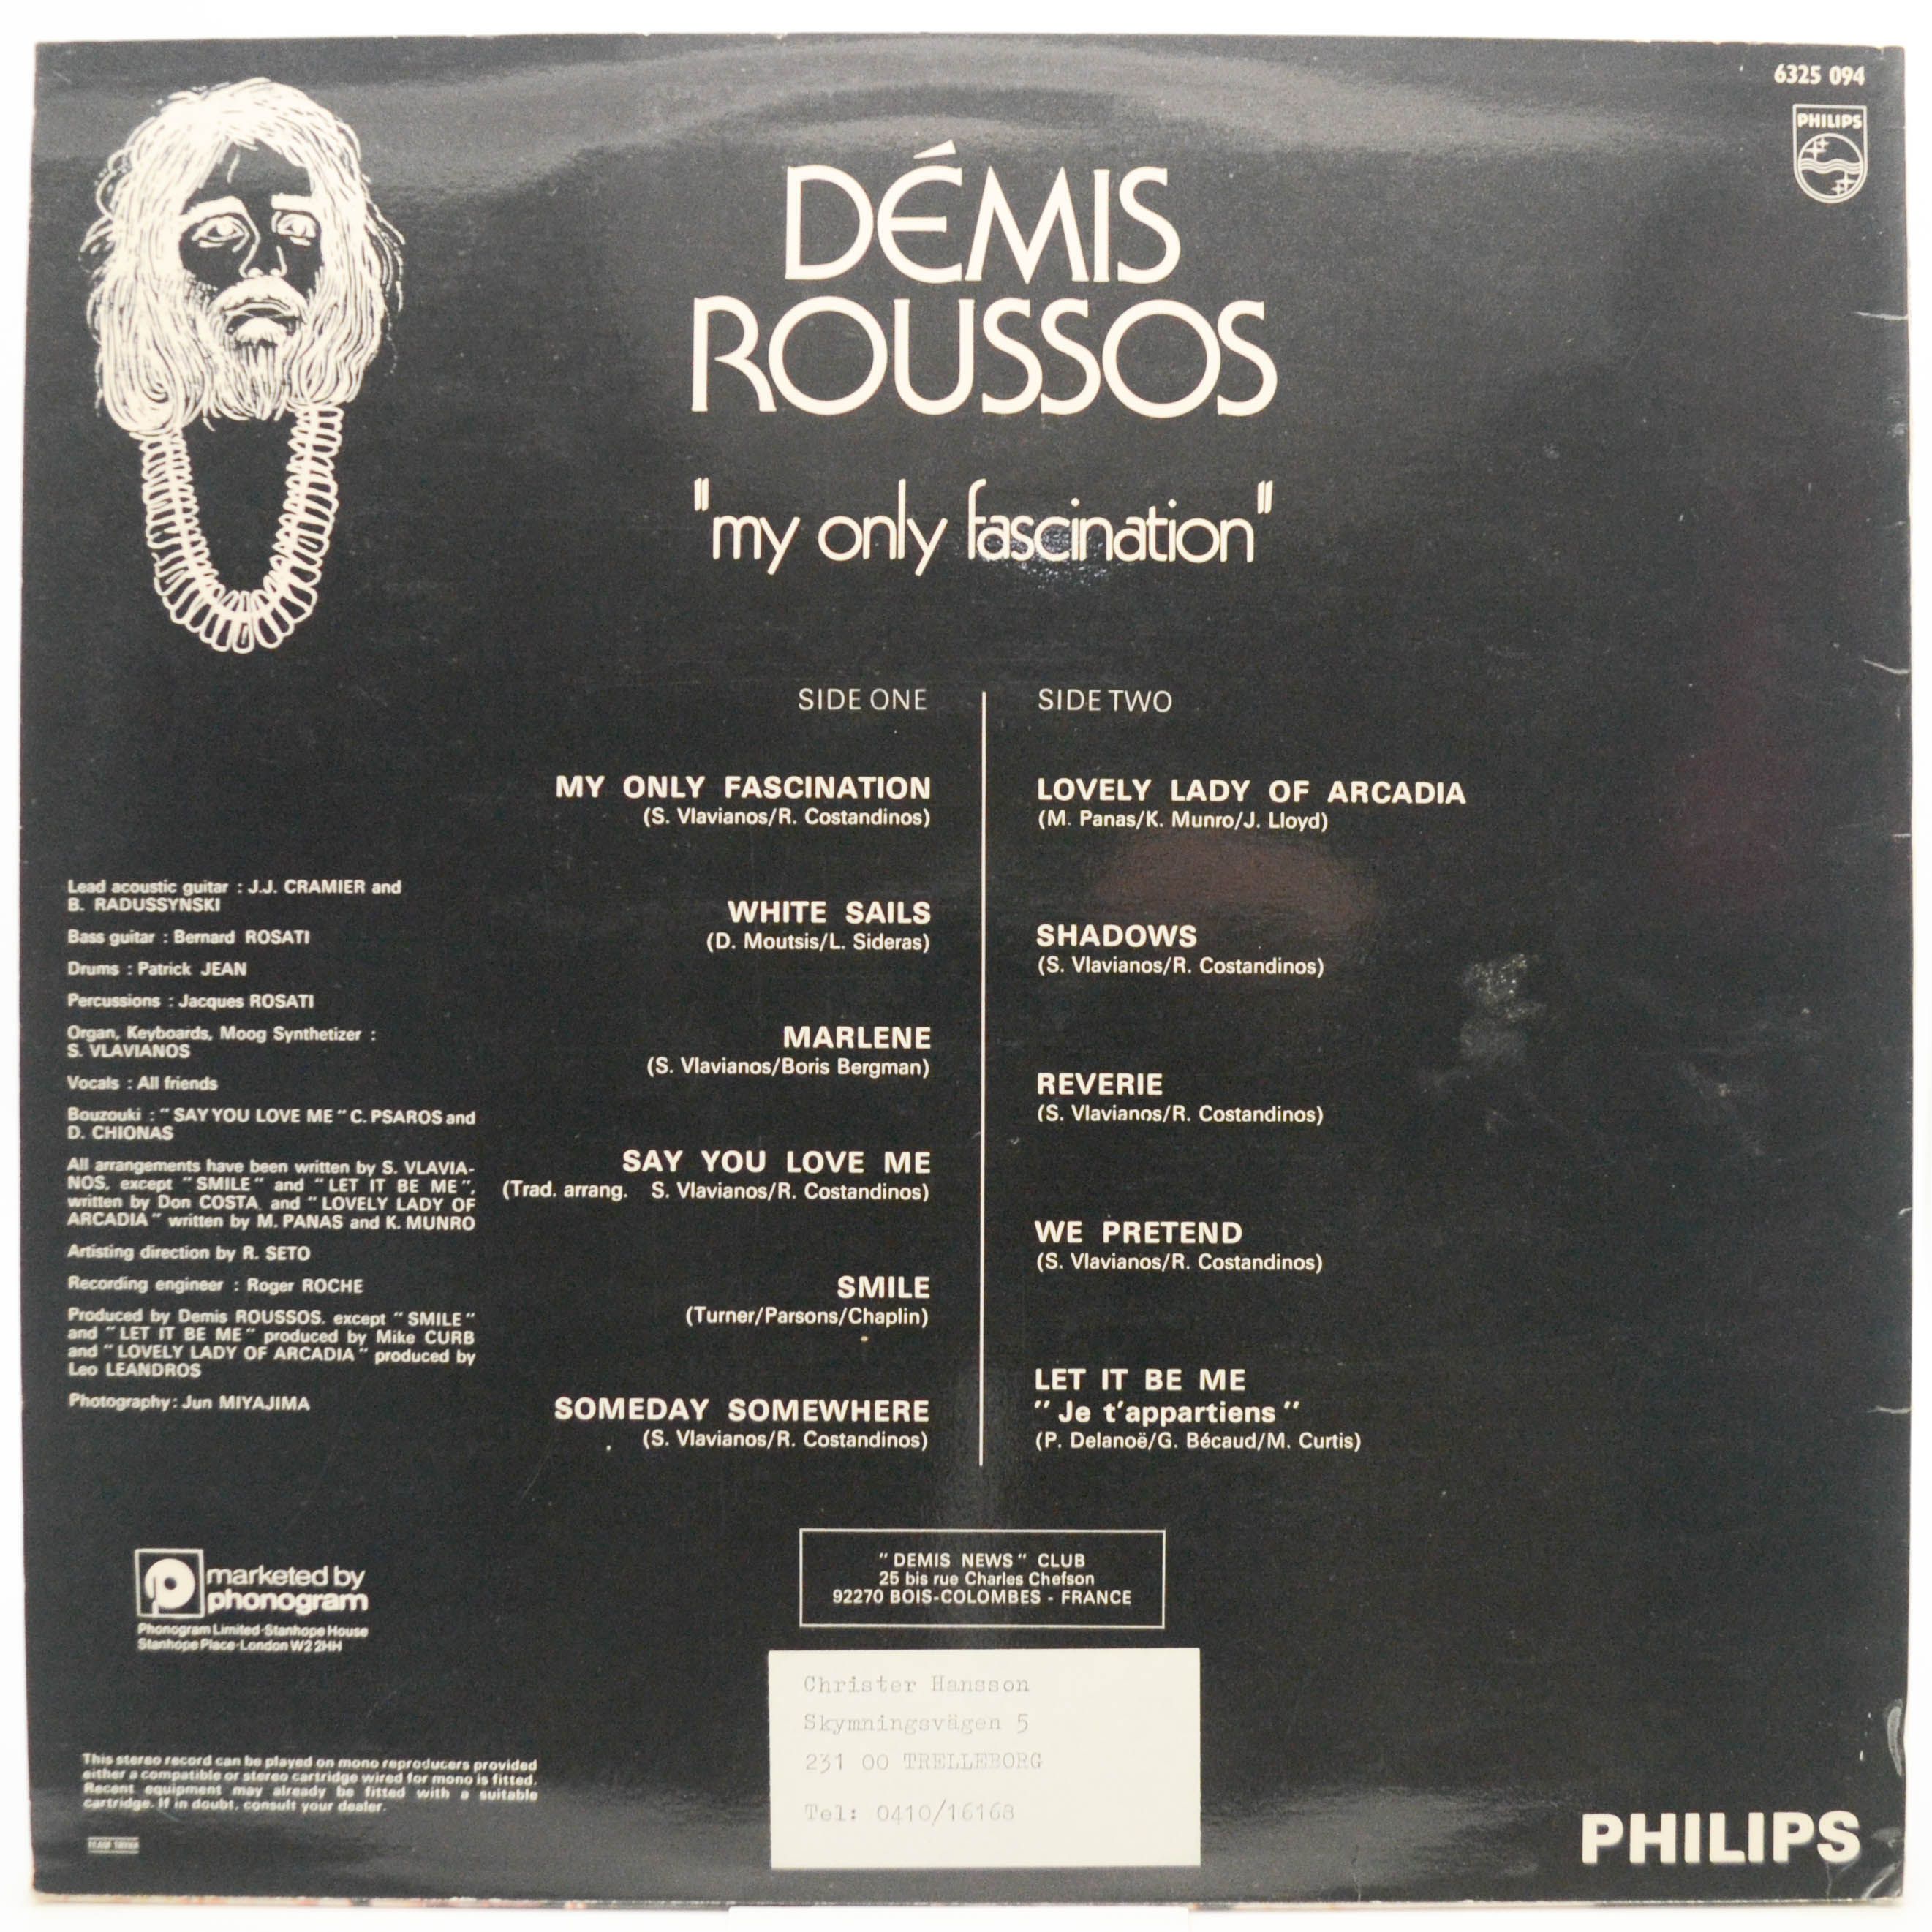 6325 094
PHILIPS
DÉMIS
ROUSSOS
"my only fascination"
SIDE ONE
MY ONLY FASCINATION
(S. Vlavianos/R. Costandinos)
WHITE SAILS
(D. Moutsis/L. Sideras)
MARLENE
(S. Vlavianos/Boris Bergman)
SAY YOU LOVE ME
(Trad. arrang. S. Vlavianos/R. Costandinos)
SMILE
(Turner/Parsons/Chaplin)
SOMEDAY SOMEWHERE
(S. Vlavianos/R. Costandinos)
SIDE TWO
LOVELY LADY OF ARCADIA
(M. Panas/K. Munro/J. Lloyd)
SHADOWS
(S. Vlavianos/R. Costandinos)
REVERIE
(S. Vlavianos/R. Costandinos)
WE PRETEND
(S. Vlavianos/R. Costandinos)
LET IT BE ME
"Je t'appartiens"
(P. Delanoë/G. Bécaud/M. Curtis)
Lead acoustic guitar : J.J. CRAMIER and
B. RADUSSYNSKI
Bass guitar : Bernard ROSATI
Drums : Patrick JEAN
Percussions : Jacques ROSATI
Organ, Keyboards, Moog Synthetizer :
S. VLAVIANOS
Vocals : All friends
Bouzouki : "SAY YOU LOVE ME" C. PSAROS and
D. CHIONAS
All arrangements have been written by S. VLAVIA-
NOS, except "SMILE" and "LET IT BE ME",
written by Don COSTA and "LOVELY LADY OF
ARCADIA" written by M. PANAS and K. MUNRO
Artisting direction by R. SETO
Recording engineer : Roger ROCHE
Produced by Demis ROUSSOS, except "SMILE"
and "LET IT BE ME" produced by Mike CURB
and "LOVELY LADY OF ARCADIA" produced by
Leo LEANDROS
Photography : Jun MIYAJIMA
marketed by
phonogram
Phonogram Limited-Stanhope House
Stanhope Place-London W2 2HH
"DEMIS NEWS" CLUB
25 bis rue Charles Chefson
92270 BOIS-COLOMBES - FRANCE
Christer Hansson
Skymningsvägen 5
231 00 TRELLEBORG
Tel: 0410/16168
This stereo record can be played on mono reproducers provided
either a compatible or stereo cartridge wired for mono is fitted.
Recent equipment may already be fitted with a suitable
cartridge. If in doubt, consult your dealer.
PHILIPS